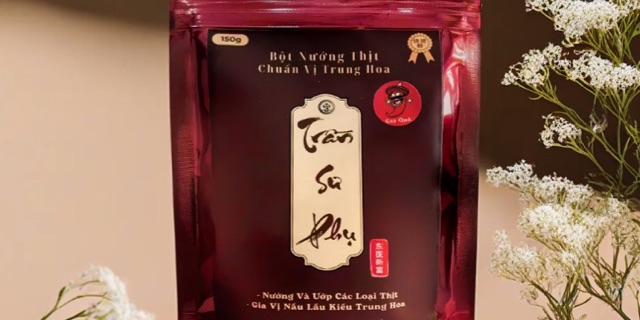 150g
Bột Nướng Thịt
Chuẩn Vị Trung Hoa
Trần
Sư
Phụ
- Nướng Và Ướp Các Loại Thịt
- Gia Vị Nấu Lẩu Kiểu Trung Hoa